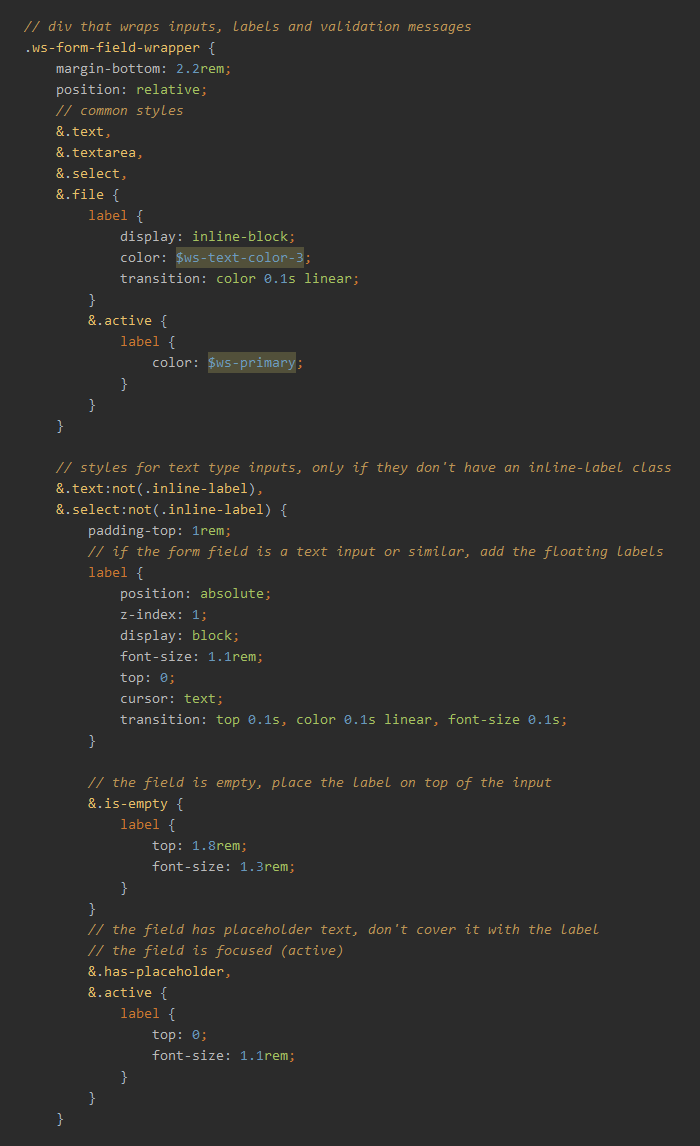 // div that wraps inputs, labels and validation messages
.ws-form-field-wrapper {
    margin-bottom: 2.2rem;
    position: relative;
    // common styles
    &.text,
    &.textarea,
    &.select,
    &.file {
        label {
            display: inline-block;
            color: $ws-text-color-3;
            transition: color 0.1s linear;
        }
        &.active {
            label {
                color: $ws-primary;
            }
        }
    }

    // styles for text type inputs, only if they don't have an inline-label class
    &.text:not(.inline-label),
    &.select:not(.inline-label) {
        padding-top: 1rem;
        // if the form field is a text input or similar, add the floating labels
        label {
            position: absolute;
            z-index: 1;
            display: block;
            font-size: 1.1rem;
            top: 0;
            cursor: text;
            transition: top 0.1s, color 0.1s linear, font-size 0.1s;
        }

        // the field is empty, place the label on top of the input
        &.is-empty {
            label {
                top: 1.8rem;
                font-size: 1.3rem;
            }
        }
        // the field has placeholder text, don't cover it with the label
        // the field is focused (active)
        &.has-placeholder,
        &.active {
            label {
                top: 0;
                font-size: 1.1rem;
            }
        }
    }